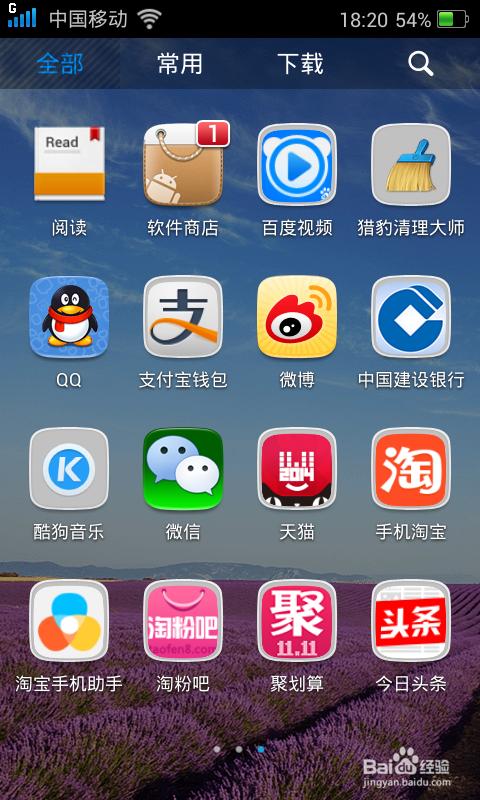 G
中国移动
18:20 54%
全部 常用 下载
Read
1
阅读 软件商店 百度视频 猎豹清理大师
支
QQ 支付宝钱包 微博 中国建设银行
K
2014
淘
酷狗音乐 微信 天猫 手机淘宝
淘粉吧
taofen8.com
聚
11.11
头条
淘宝手机助手 淘粉吧 聚划算 今日头条
Bai 经验
jingyan.baidu.com